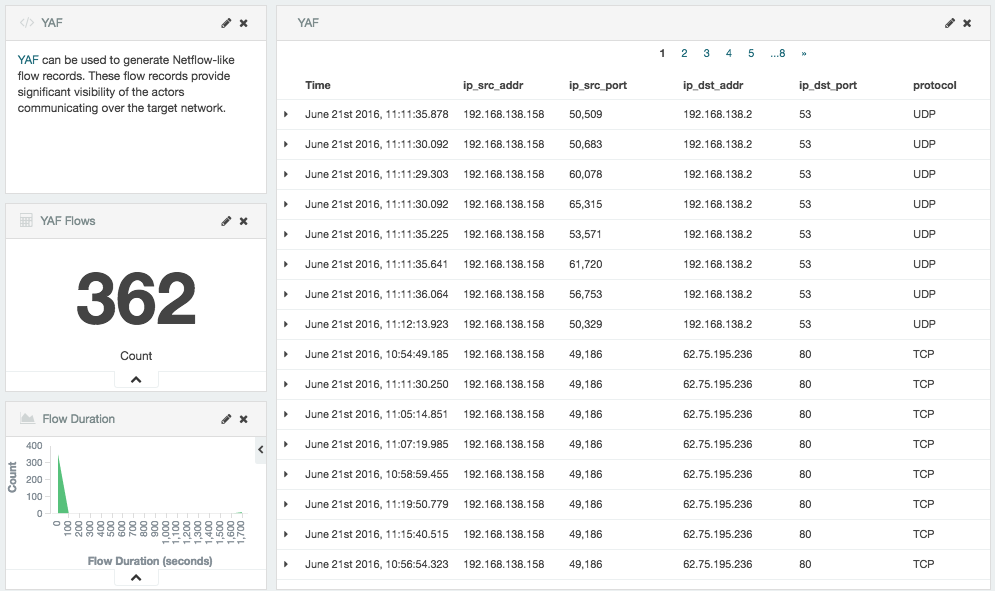 </> YAF
YAF can be used to generate Netflow-like
flow records. These flow records provide
significant visibility of the actors
communicating over the target network.
YAF Flows
362
Count
Flow Duration
Count
400
300
200
100
0
0 100 200 300 400 500 600 700 800 900 1,000 1,100 1,200 1,300 1,400 1,500 1,600 1,700
Flow Duration (seconds)
YAF
1 2 3 4 5 ...8 »
Time ip_src_addr ip_src_port ip_dst_addr ip_dst_port protocol
June 21st 2016, 11:11:35.878 192.168.138.158 50,509 192.168.138.2 53 UDP
June 21st 2016, 11:11:30.092 192.168.138.158 50,683 192.168.138.2 53 UDP
June 21st 2016, 11:11:29.303 192.168.138.158 60,078 192.168.138.2 53 UDP
June 21st 2016, 11:11:30.092 192.168.138.158 65,315 192.168.138.2 53 UDP
June 21st 2016, 11:11:35.225 192.168.138.158 53,571 192.168.138.2 53 UDP
June 21st 2016, 11:11:35.641 192.168.138.158 61,720 192.168.138.2 53 UDP
June 21st 2016, 11:11:36.064 192.168.138.158 56,753 192.168.138.2 53 UDP
June 21st 2016, 11:12:13.923 192.168.138.158 50,329 192.168.138.2 53 UDP
June 21st 2016, 10:54:49.185 192.168.138.158 49,186 62.75.195.236 80 TCP
June 21st 2016, 11:11:30.250 192.168.138.158 49,186 62.75.195.236 80 TCP
June 21st 2016, 11:05:14.851 192.168.138.158 49,186 62.75.195.236 80 TCP
June 21st 2016, 11:07:19.985 192.168.138.158 49,186 62.75.195.236 80 TCP
June 21st 2016, 10:58:59.455 192.168.138.158 49,186 62.75.195.236 80 TCP
June 21st 2016, 11:19:50.779 192.168.138.158 49,186 62.75.195.236 80 TCP
June 21st 2016, 11:15:40.515 192.168.138.158 49,186 62.75.195.236 80 TCP
June 21st 2016, 10:56:54.323 192.168.138.158 49,186 62.75.195.236 80 TCP